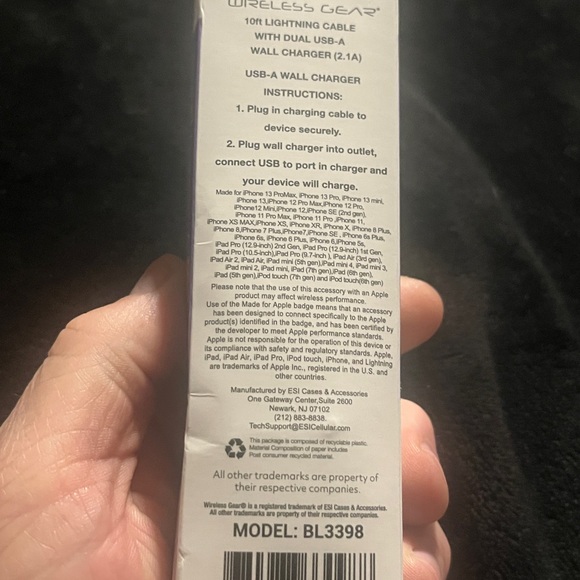 WIRELESS GEAR®
10ft LIGHTNING CABLE
WITH DUAL USB-A
WALL CHARGER (2.1A)
USB-A WALL CHARGER
INSTRUCTIONS:
1. Plug in charging cable to
device securely.
2. Plug wall charger into outlet,
connect USB to port in charger and
your device will charge.
Made for iPhone 13 ProMax, iPhone 13 Pro, iPhone 13 mini,
iPhone 13,iPhone 12 Pro Max,iPhone 12 Pro,
iPhone12 Mini,iPhone 12,iPhone SE (2nd gen),
iPhone 11 Pro Max, iPhone 11 Pro ,iPhone 11,
iPhone XS MAX,iPhone XS, iPhone XR, iPhone X, iPhone 8 Plus,
iPhone 8,iPhone 7 Plus,iPhone7,iPhone SE , iPhone 6s Plus,
iPhone 6s, iPhone 6 Plus, iPhone 6,iPhone 5s,
iPad Pro (12.9-inch) 2nd Gen, iPad Pro (12.9-inch) 1st Gen,
iPad Pro (10.5-inch),iPad Pro (9.7-inch ), iPad Air (3rd gen),
iPad Air 2, iPad Air, iPad mini (5th gen),iPad mini 4, iPad mini 3,
iPad mini 2, iPad mini, iPad (7th gen),iPad (6th gen),
iPad (5th gen),iPod touch (7th gen) and iPod touch(6th gen)
Please note that the use of this accessory with an Apple
product may affect wireless performance.
Use of the Made for Apple badge means that an accessory
has been designed to connect specifically to the Apple
product(s) identified in the badge, and has been certified by
the developer to meet Apple performance standards.
Apple is not responsible for the operation of this device or
its compliance with safety and regulatory standards. Apple,
iPad, iPad Air, iPad Pro, iPod touch, iPhone, and Lightning
are trademarks of Apple Inc., registered in the U.S. and
other countries.
Manufactured by ESI Cases & Accessories
One Gateway Center,Suite 2600
Newark, NJ 07102
(212) 883-8838.
TechSupport@ESICellular.com
This package is composed of recyclable plastic.
Material Composition of paper includes
Post consumer recycled material.
All other trademarks are property of
their respective companies.
Wireless Gear® is a registered trademark of ESI Cases & Accessories.
All other trademarks are property of their respective companies.
MODEL: BL3398